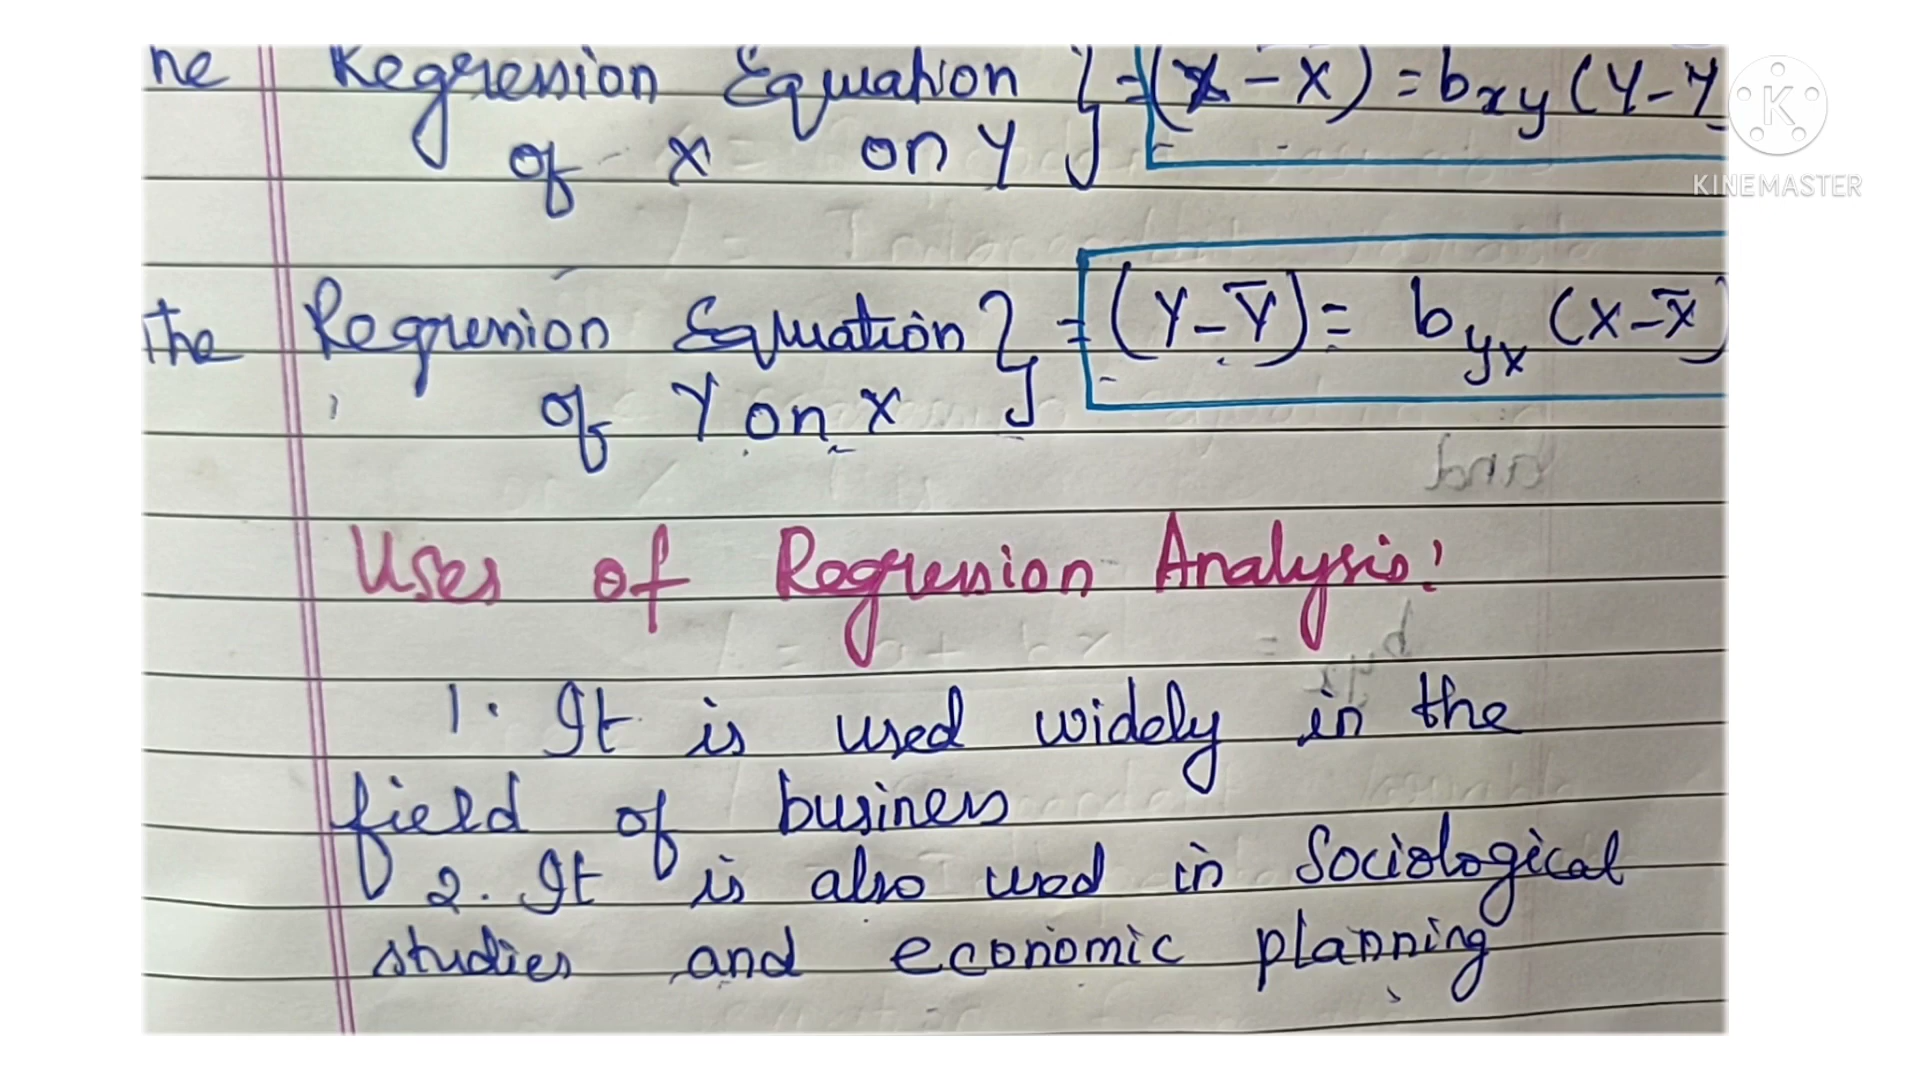 he Regression Equation } = (X - X̄) = bxy (Y - Y
of X on Y
KINEMASTER
The Regression Equation } = (Y - Ȳ) = byx (X - X̄)
of Y on X
Uses of Regression Analysis:
1. It is used widely in the
field of business
2. It is also used in Sociological
studies and economic planning